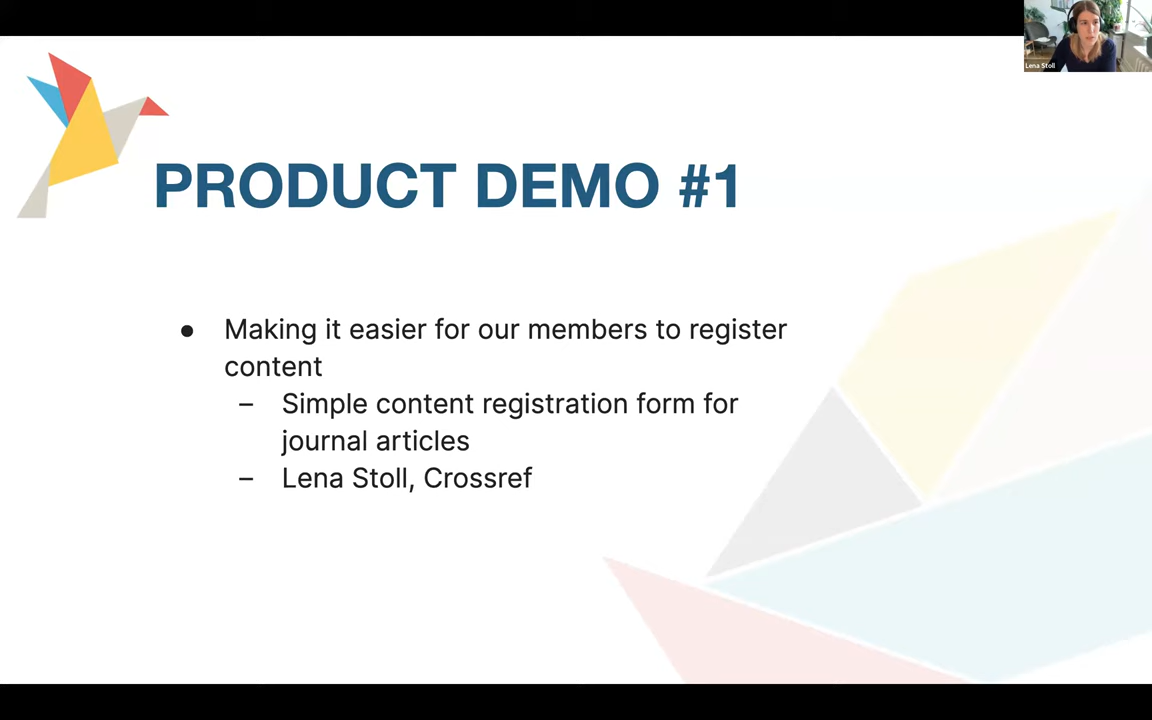 Lena Stoll
PRODUCT DEMO #1
● Making it easier for our members to register
content
– Simple content registration form for
journal articles
– Lena Stoll, Crossref